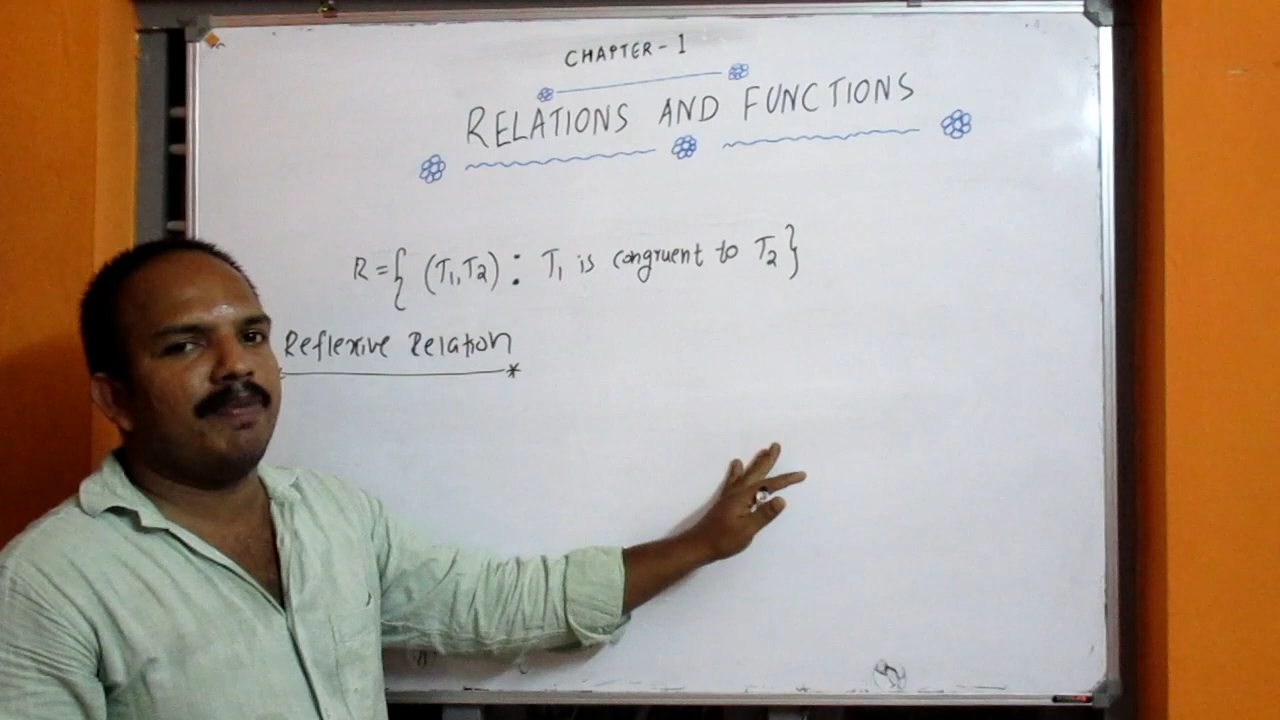 CHAPTER - 1
RELATIONS AND FUNCTIONS
R = { (T₁, T₂) : T₁ is congruent to T₂ }
Reflexive Relation